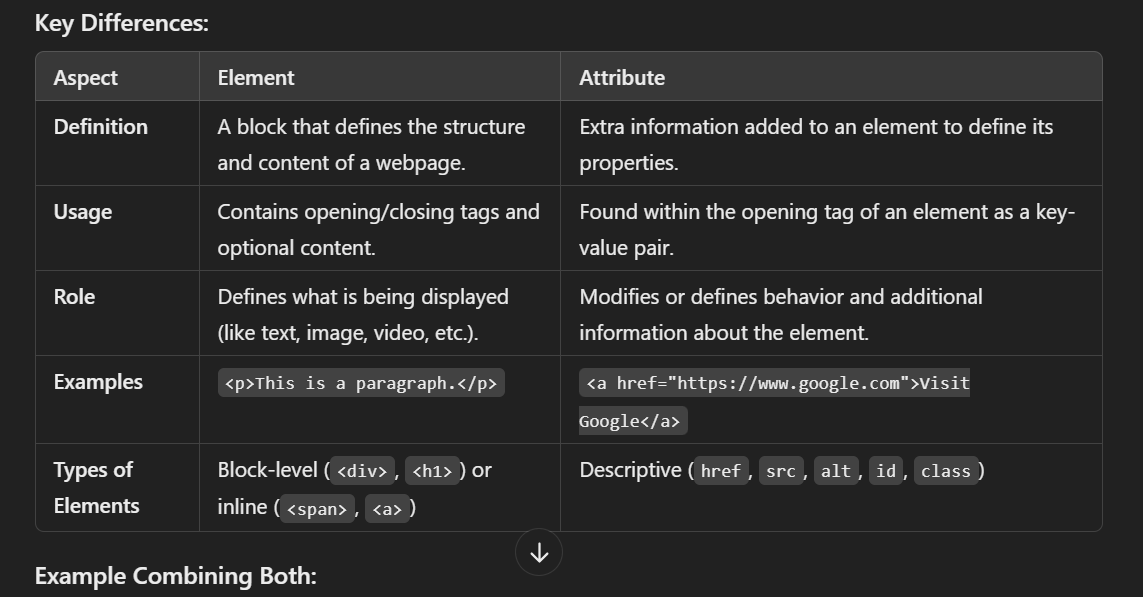 Key Differences:
Aspect Element Attribute
Definition A block that defines the structure Extra information added to an element to define its
and content of a webpage. properties.
Usage Contains opening/closing tags and Found within the opening tag of an element as a key-
optional content. value pair.
Role Defines what is being displayed Modifies or defines behavior and additional
(like text, image, video, etc.). information about the element.
Examples <p>This is a paragraph.</p> <a href="https://www.google.com">Visit
Google</a>
Types of Block-level (<div>, <h1>) or Descriptive (href, src, alt, id, class)
Elements inline (<span>, <a>)
Example Combining Both: